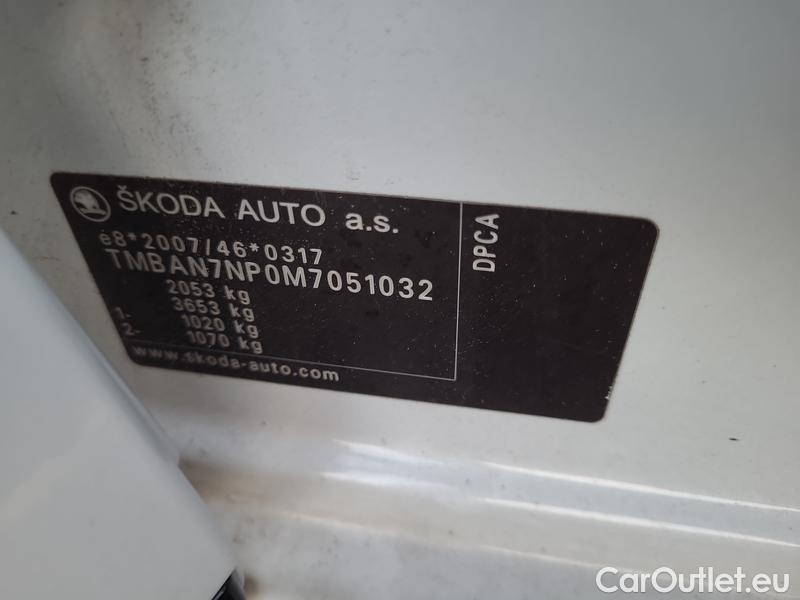 ŠKODA AUTO a.s.
e8*2007/46*0317
TMBAN7NP0M7051032
2053 kg
3653 kg
1- 1020 kg
2- 1070 kg
www.skoda-auto.com
DPCA
CarOutlet.eu